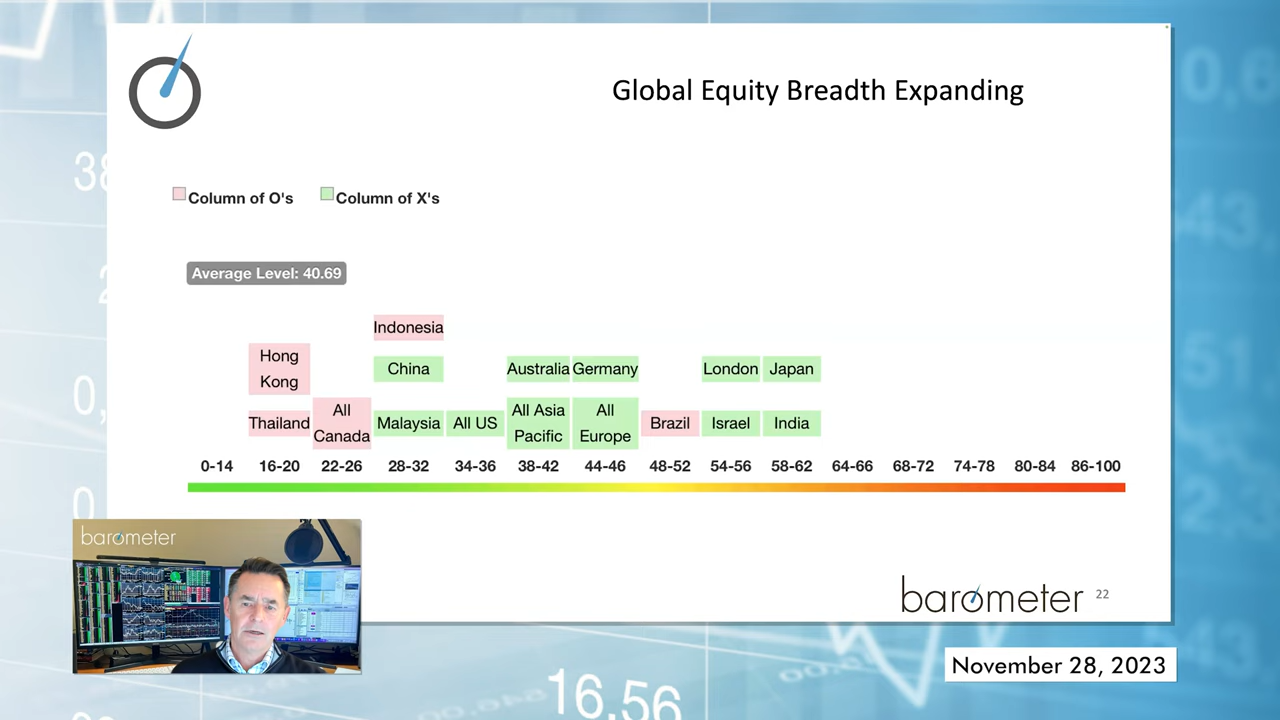 Global Equity Breadth Expanding
Column of O's
Column of X's
Average Level: 40.69
Indonesia
Hong
Kong
China
Australia
Germany
London
Japan
Thailand
All
Canada
Malaysia
All US
All Asia
Pacific
All
Europe
Brazil
Israel
India
0-14 16-20 22-26 28-32 34-36 38-42 44-46 48-52 54-56 58-62 64-66 68-72 74-78 80-84 86-100
barometer
barometer 22
November 28, 2023
16,56